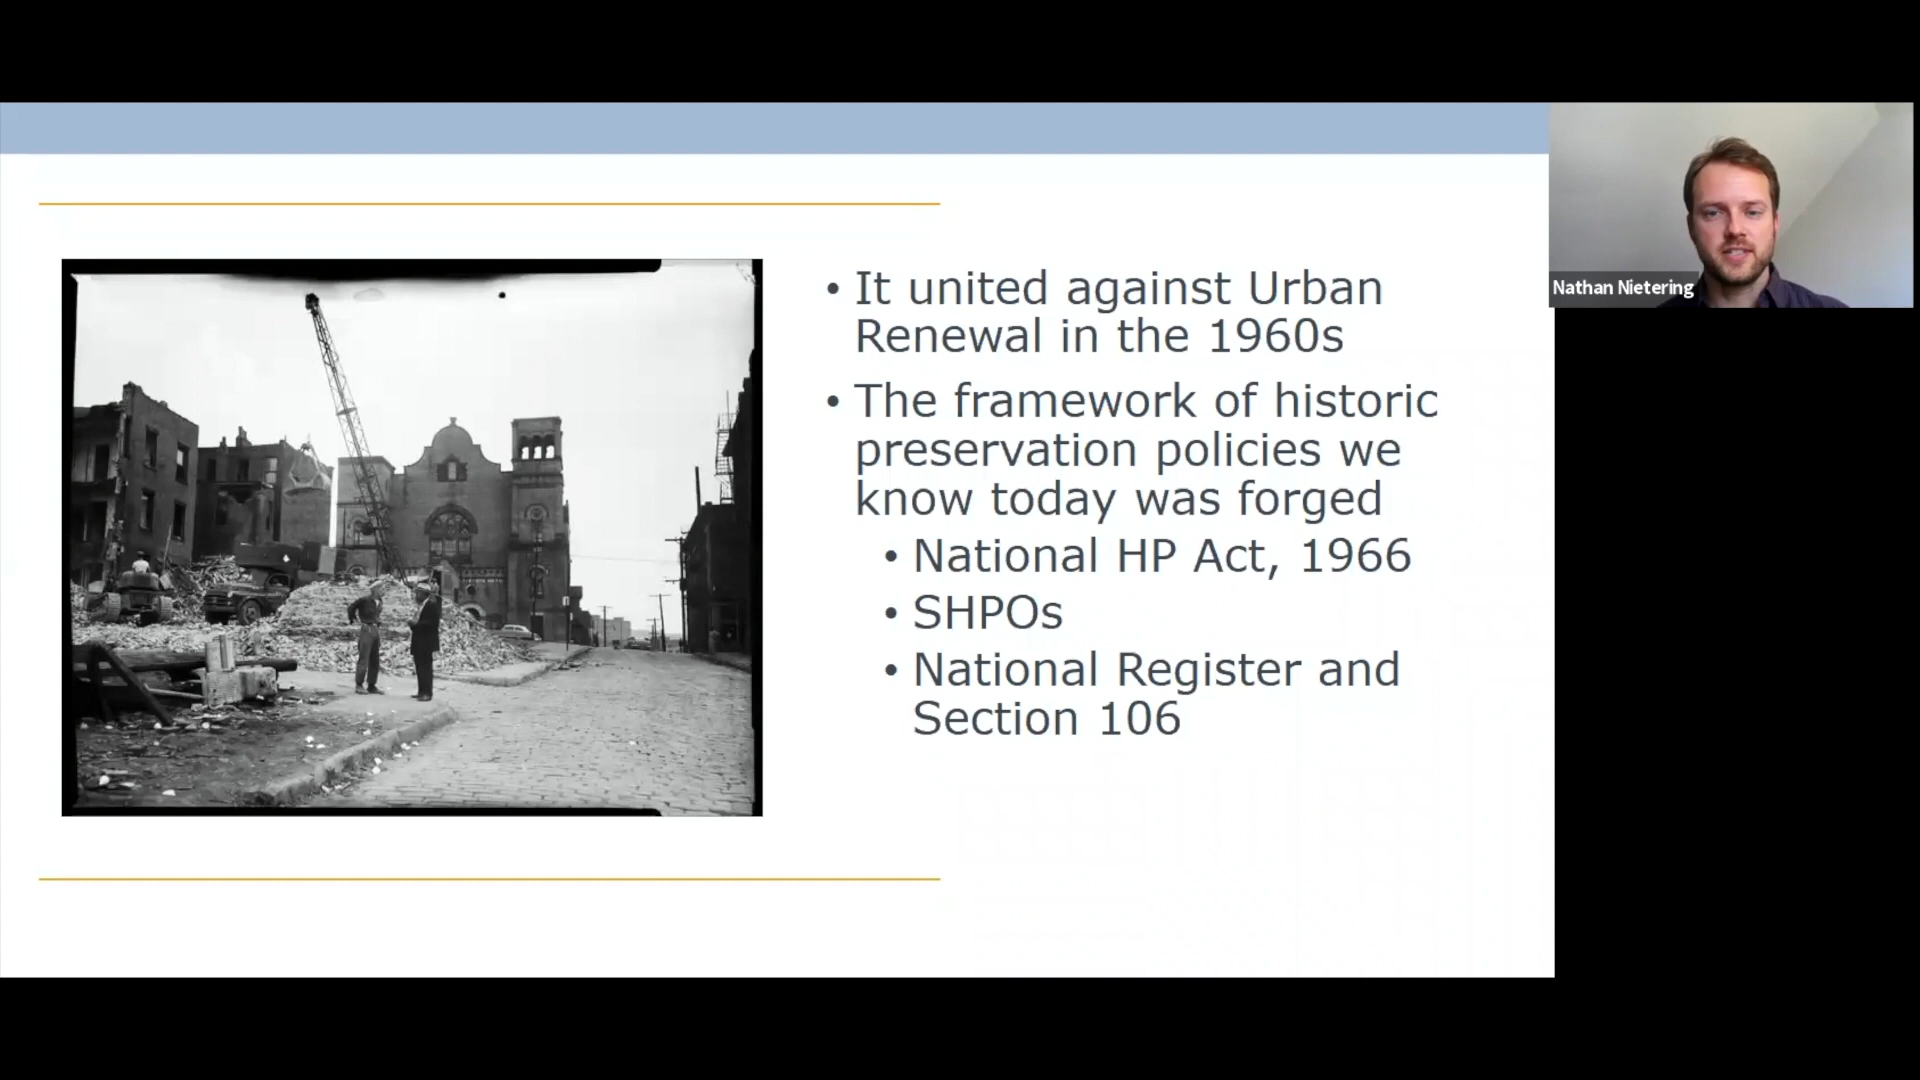 • It united against Urban
Renewal in the 1960s
• The framework of historic
preservation policies we
know today was forged
• National HP Act, 1966
• SHPOs
• National Register and
Section 106
Nathan Nietering